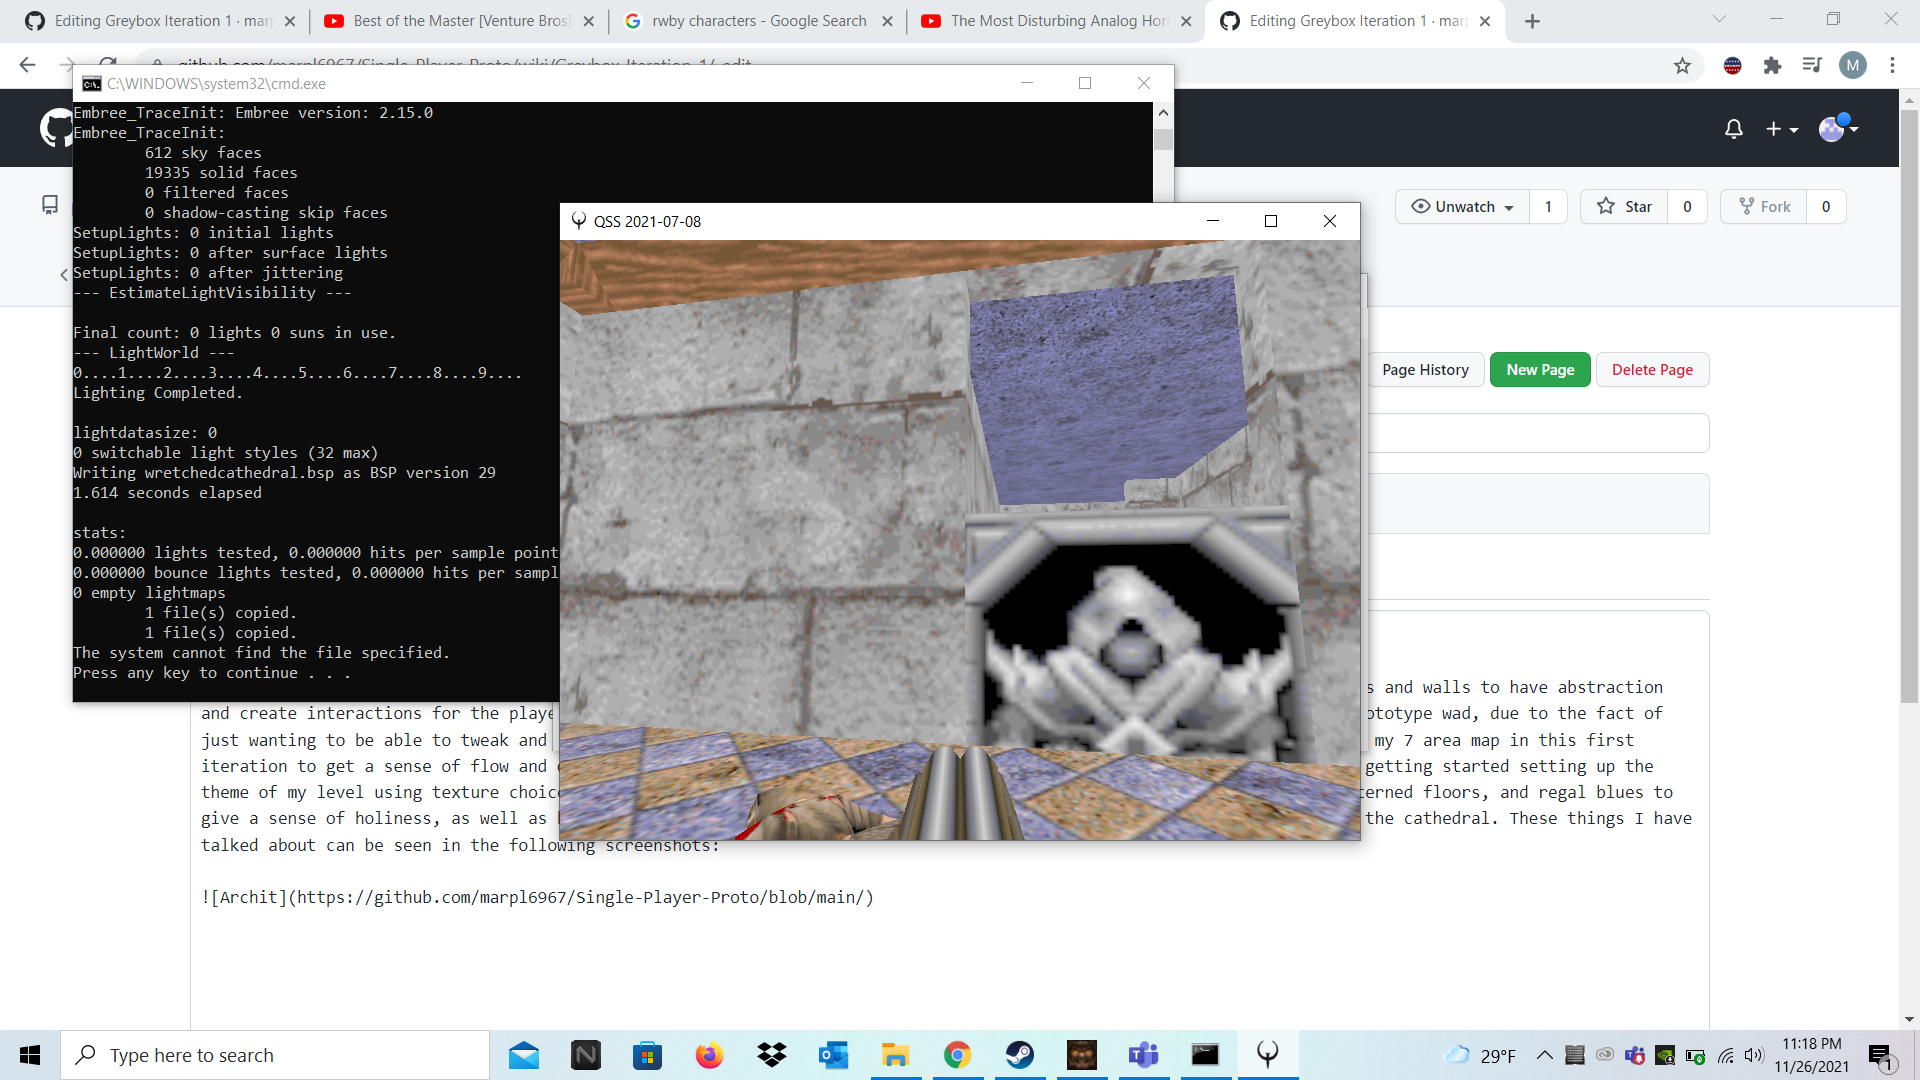 Editing Greybox Iteration 1 · mar
Best of the Master [Venture Bros]
rwby characters - Google Search
The Most Disturbing Analog Hor
Editing Greybox Iteration 1 · mar
github.com/marpl6967/Single-Player-Proto/wiki/Greybox-Iteration-1/_edit
M
C:\WINDOWS\system32\cmd.exe
Embree_TraceInit: Embree version: 2.15.0
Embree_TraceInit:
612 sky faces
19335 solid faces
0 filtered faces
0 shadow-casting skip faces
SetupLights: 0 initial lights
SetupLights: 0 after surface lights
SetupLights: 0 after jittering
--- EstimateLightVisibility ---
Final count: 0 lights 0 suns in use.
--- LightWorld ---
0....1....2....3....4....5....6....7....8....9....
Lighting Completed.
lightdatasize: 0
0 switchable light styles (32 max)
Writing wretchedcathedral.bsp as BSP version 29
1.614 seconds elapsed
stats:
0.000000 lights tested, 0.000000 hits per sample point
0.000000 bounce lights tested, 0.000000 hits per sampl
0 empty lightmaps
1 file(s) copied.
1 file(s) copied.
The system cannot find the file specified.
Press any key to continue . . .
QSS 2021-07-08
Unwatch 1
Star 0
Fork 0
Page History
New Page
Delete Page
s and walls to have abstraction
and create interactions for the playe ototype wad, due to the fact of
just wanting to be able to tweak and my 7 area map in this first
iteration to get a sense of flow and getting started setting up the
theme of my level using texture choic erned floors, and regal blues to
give a sense of holiness, as well as the cathedral. These things I have
talked about can be seen in the following screenshots:
![Archit](https://github.com/marpl6967/Single-Player-Proto/blob/main/)
Type here to search
29°F
11:18 PM
11/26/2021
1